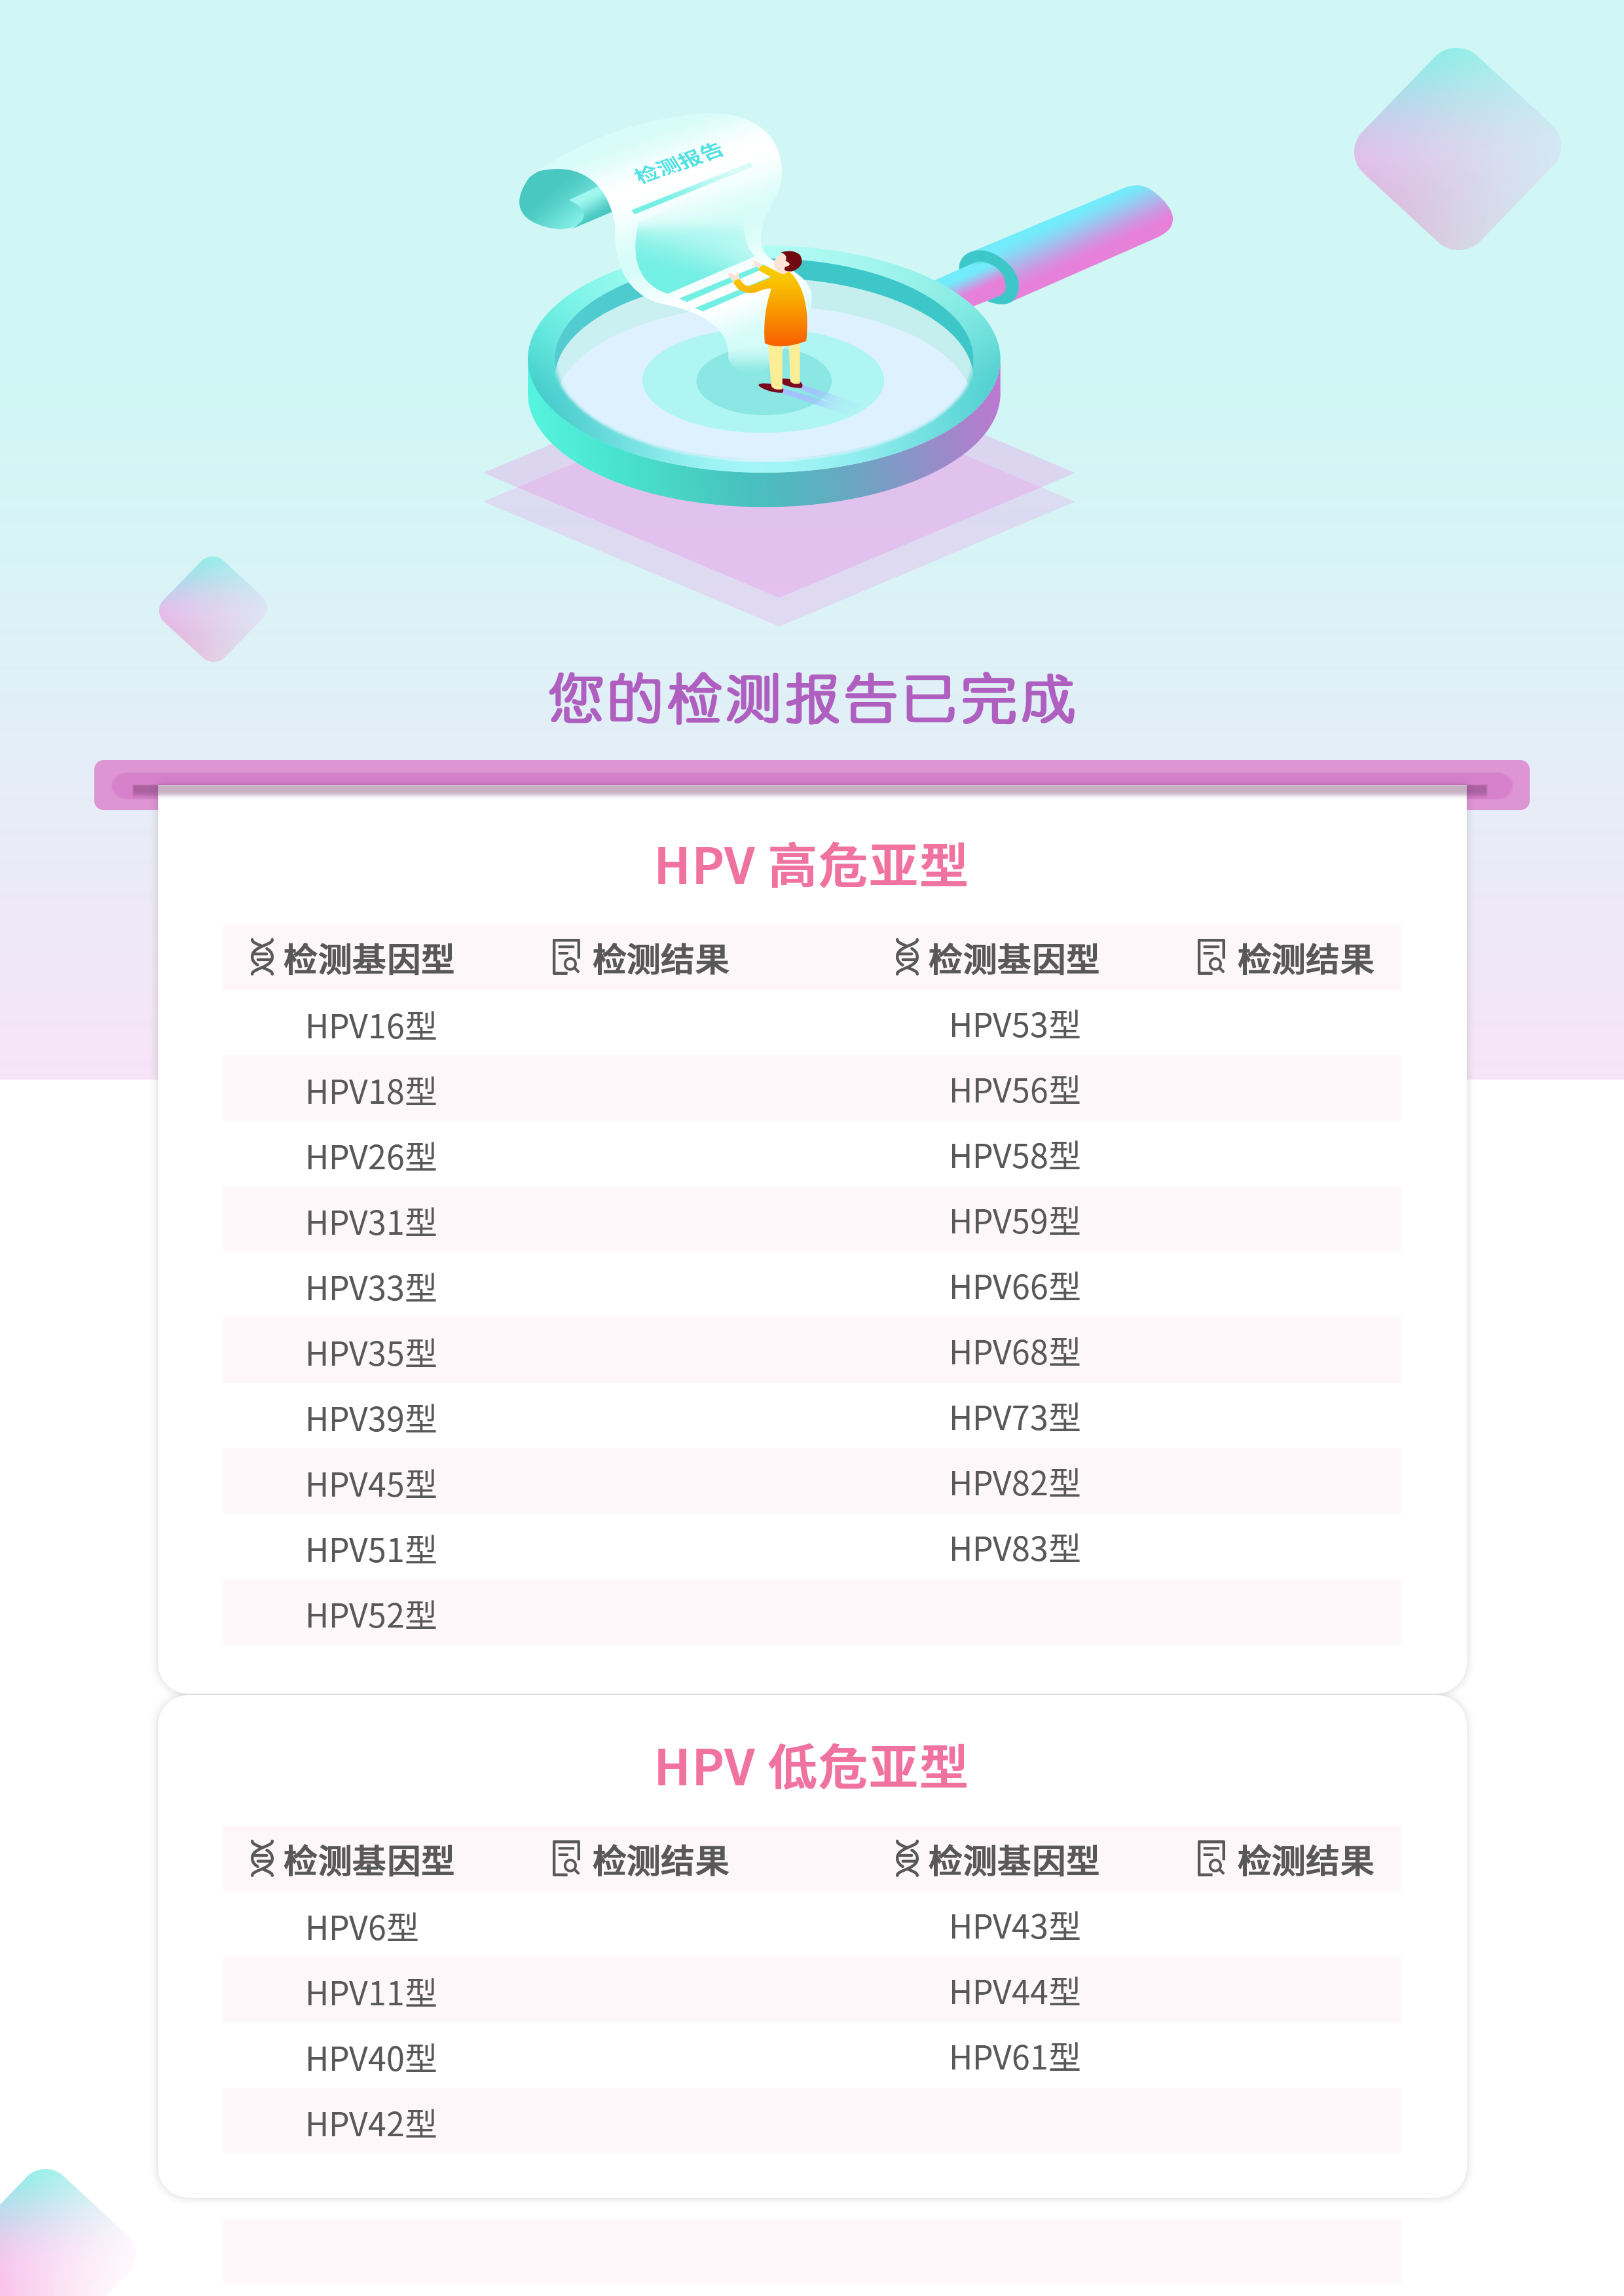 检测报告
您的检测报告已完成
HPV 高危亚型
检测基因型 检测结果 检测基因型 检测结果
HPV16型 HPV53型
HPV18型 HPV56型
HPV26型 HPV58型
HPV31型 HPV59型
HPV33型 HPV66型
HPV35型 HPV68型
HPV39型 HPV73型
HPV45型 HPV82型
HPV51型 HPV83型
HPV52型
HPV 低危亚型
检测基因型 检测结果 检测基因型 检测结果
HPV6型 HPV43型
HPV11型 HPV44型
HPV40型 HPV61型
HPV42型